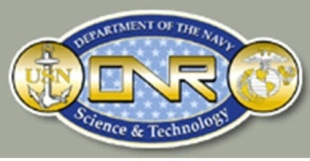 DEPARTMENT OF THE NAVY
USN
ONR
Science & Technology